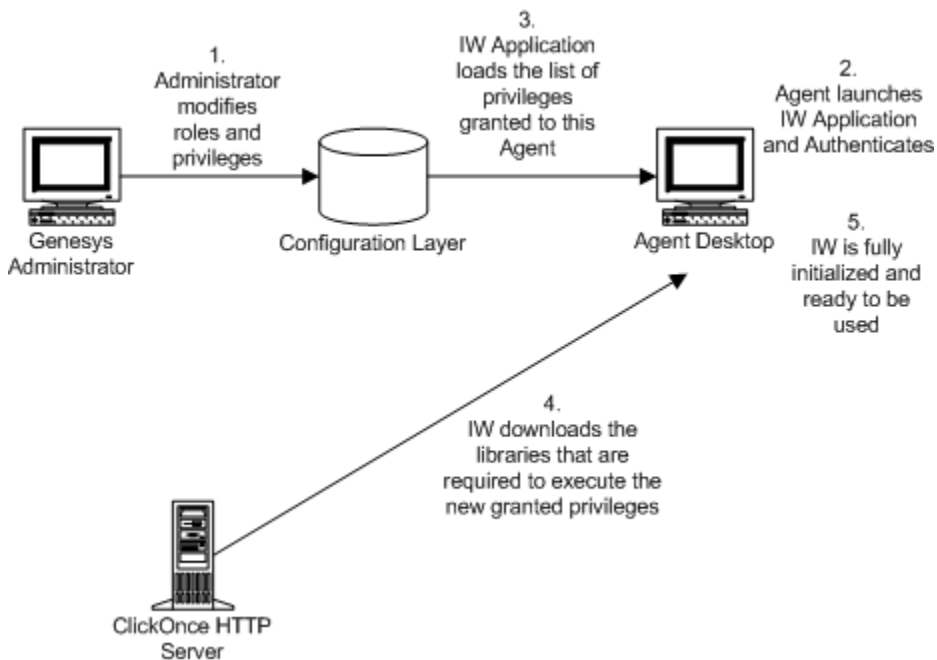 1.
Administrator
modifies
roles and
privileges
3.
IW Application
loads the list of
privileges
granted to this
Agent
2.
Agent launches
IW Application
and Authenticates
Genesys
Administrator
Configuration Layer
Agent Desktop
5.
IW is fully
initialized and
ready to be
used
4.
IW downloads the
libraries that are
required to execute the
new granted privileges
ClickOnce HTTP
Server